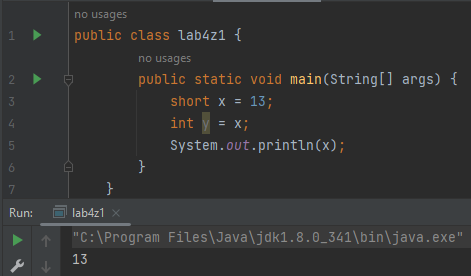 no usages
1 public class lab4z1 {
no usages
2 public static void main(String[] args) {
3 short x = 13;
4 int y = x;
5 System.out.println(x);
6 }
7 }
Run: lab4z1 ×
"C:\Program Files\Java\jdk1.8.0_341\bin\java.exe"
13